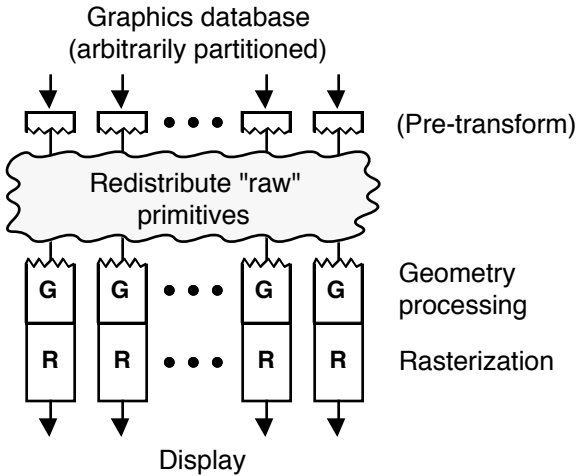 Graphics database
(arbitrarily partitioned)
(Pre-transform)
Redistribute "raw"
primitives
G G G G
Geometry
processing
R R R R
Rasterization
Display